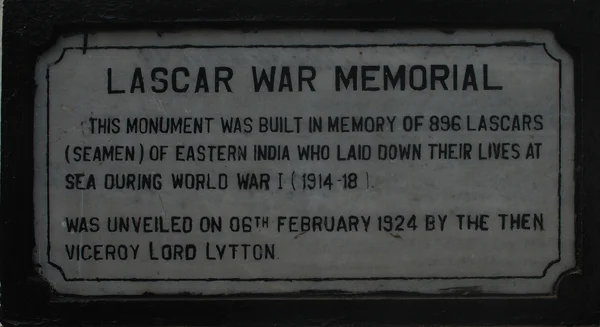 LASCAR WAR MEMORIAL
THIS MONUMENT WAS BUILT IN MEMORY OF 896 LASCARS
(SEAMEN) OF EASTERN INDIA WHO LAID DOWN THEIR LIVES AT
SEA DURING WORLD WAR I (1914-18).
WAS UNVEILED ON 06TH FEBRUARY 1924 BY THE THEN
VICEROY LORD LYTTON.